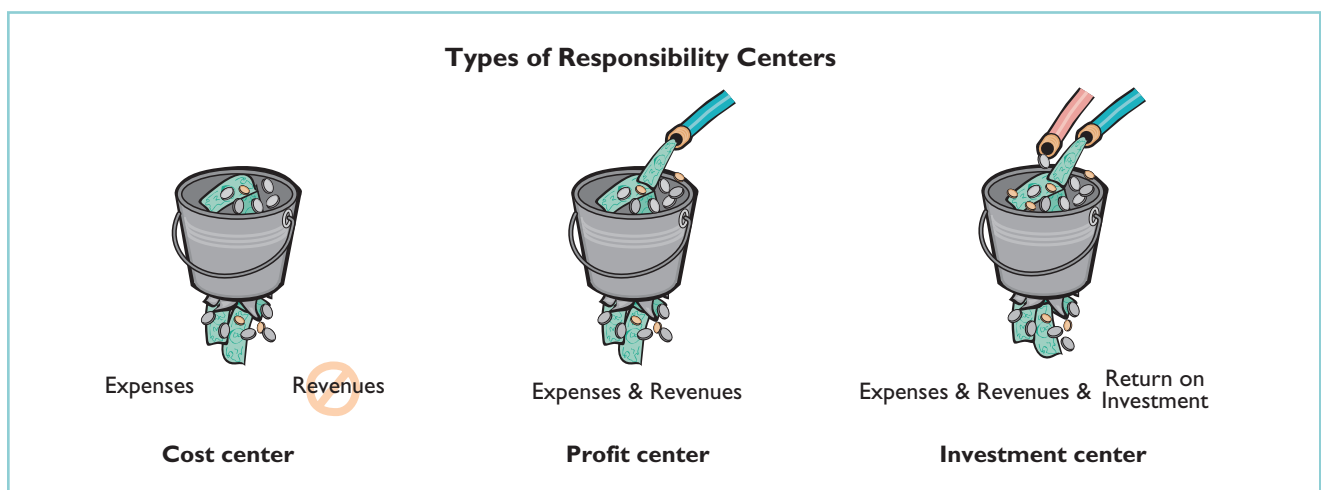 Types of Responsibility Centers
Expenses Revenues
Expenses & Revenues
Expenses & Revenues & Return on
Investment
Cost center
Profit center
Investment center